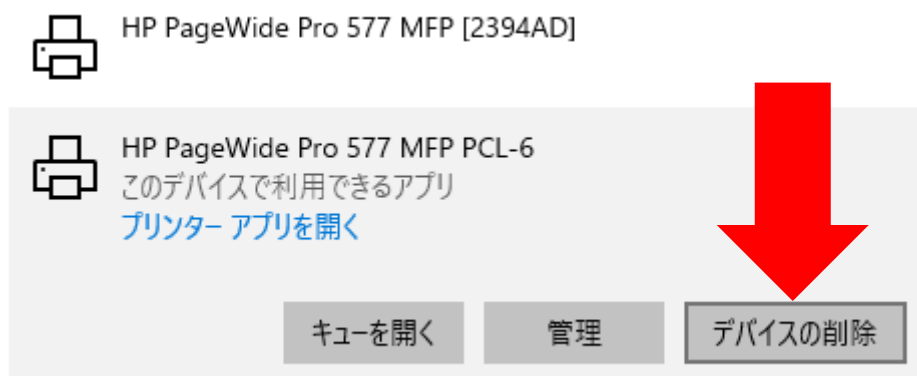 HP PageWide Pro 577 MFP [2394AD]
HP PageWide Pro 577 MFP PCL-6
このデバイスで利用できるアプリ
プリンター アプリを開く
キューを開く 管理 デバイスの削除